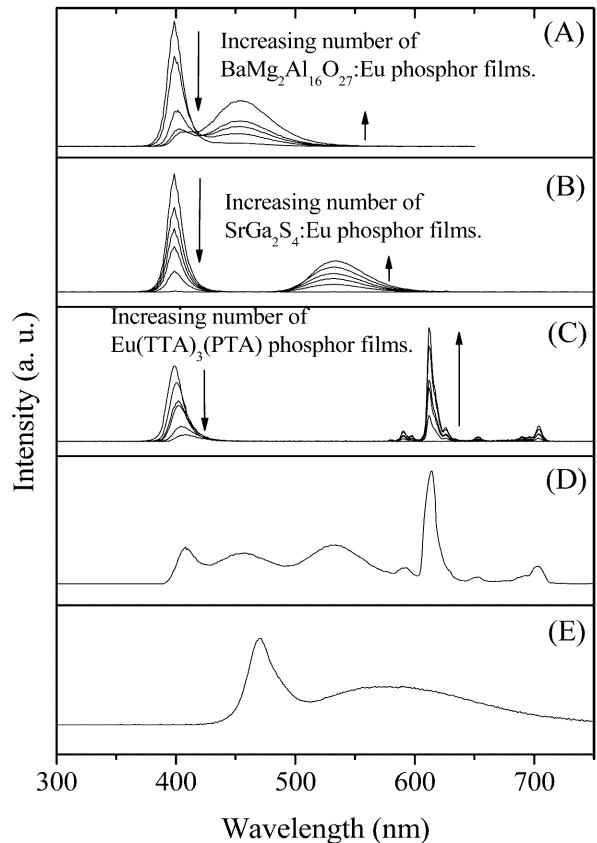 (A)
Increasing number of
BaMg₂Al₁₆O₂₇:Eu phosphor films.
(B)
Increasing number of
SrGa₂S₄:Eu phosphor films.
(C)
Increasing number of
Eu(TTA)₃(PTA) phosphor films.
(D)
(E)
Intensity (a. u.)
300 400 500 600 700
Wavelength (nm)